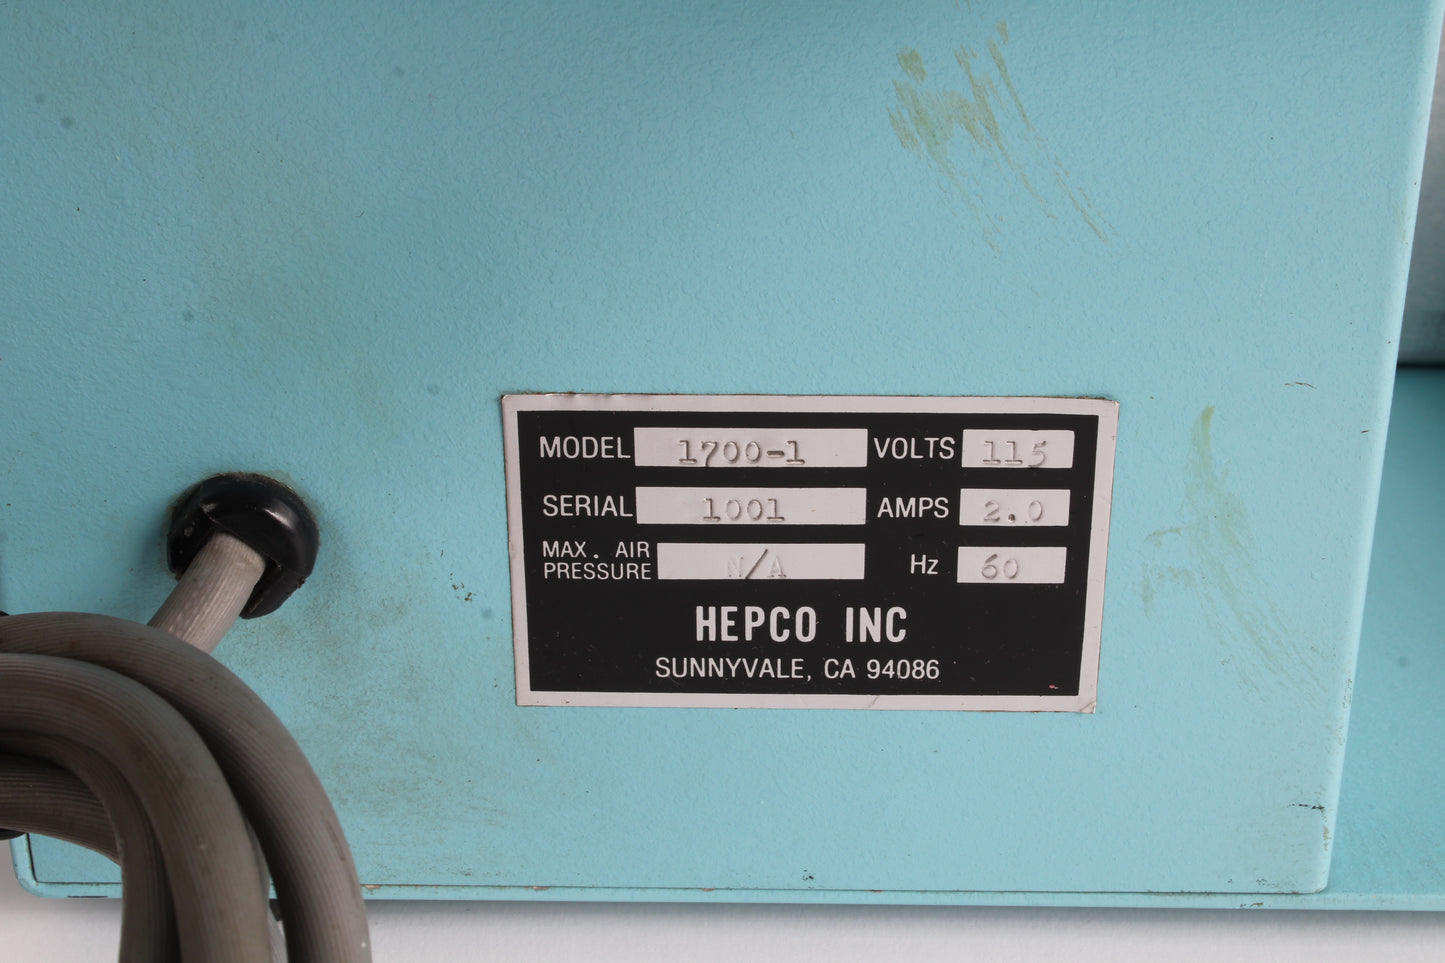 MODEL 1700-1 VOLTS 115
SERIAL 1001 AMPS 2.0
MAX. AIR PRESSURE N/A Hz 60
HEPCO INC
SUNNYVALE, CA 94086